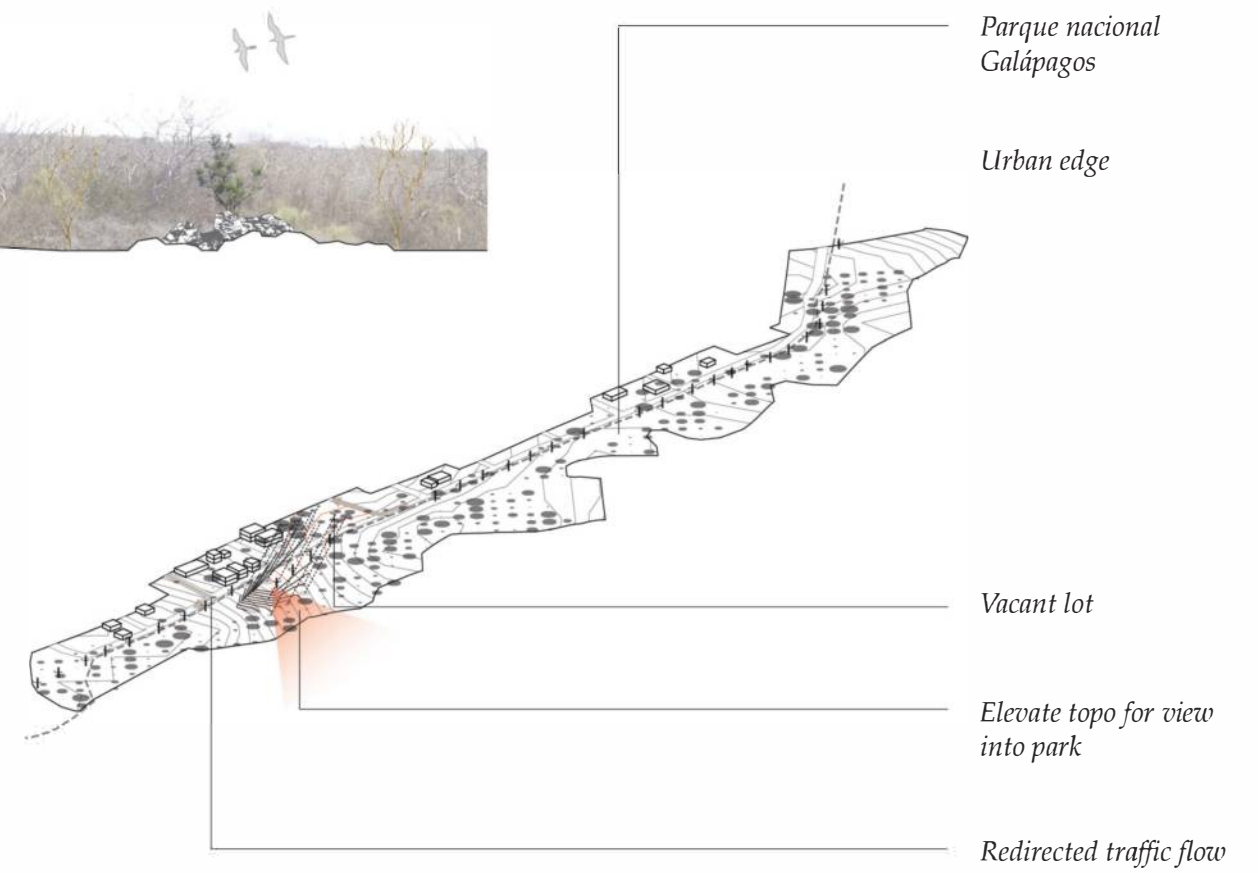 Parque nacional
Galápagos
Urban edge
Vacant lot
Elevate topo for view
into park
Redirected traffic flow